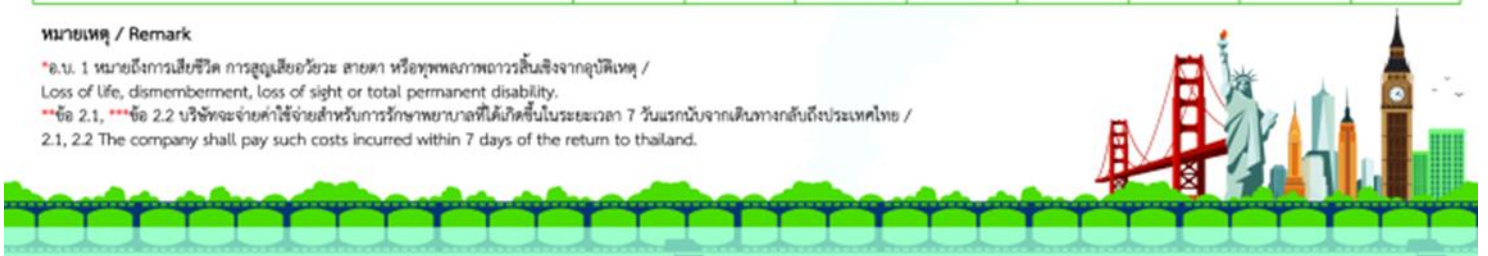 หมายเหตุ / Remark
*อ.บ. 1 หมายถึงการเสียชีวิต การสูญเสียอวัยวะ สายตา หรือทุพพลภาพถาวรสิ้นเชิงจากอุบัติเหตุ /
Loss of life, dismemberment, loss of sight or total permanent disability.
**ข้อ 2.1, ***ข้อ 2.2 บริษัทจะจ่ายค่าใช้จ่ายสำหรับการรักษาพยาบาลที่ได้เกิดขึ้นในระยะเวลา 7 วันแรกนับจากเดินทางกลับถึงประเทศไทย /
2.1, 2.2 The company shall pay such costs incurred within 7 days of the return to thailand.